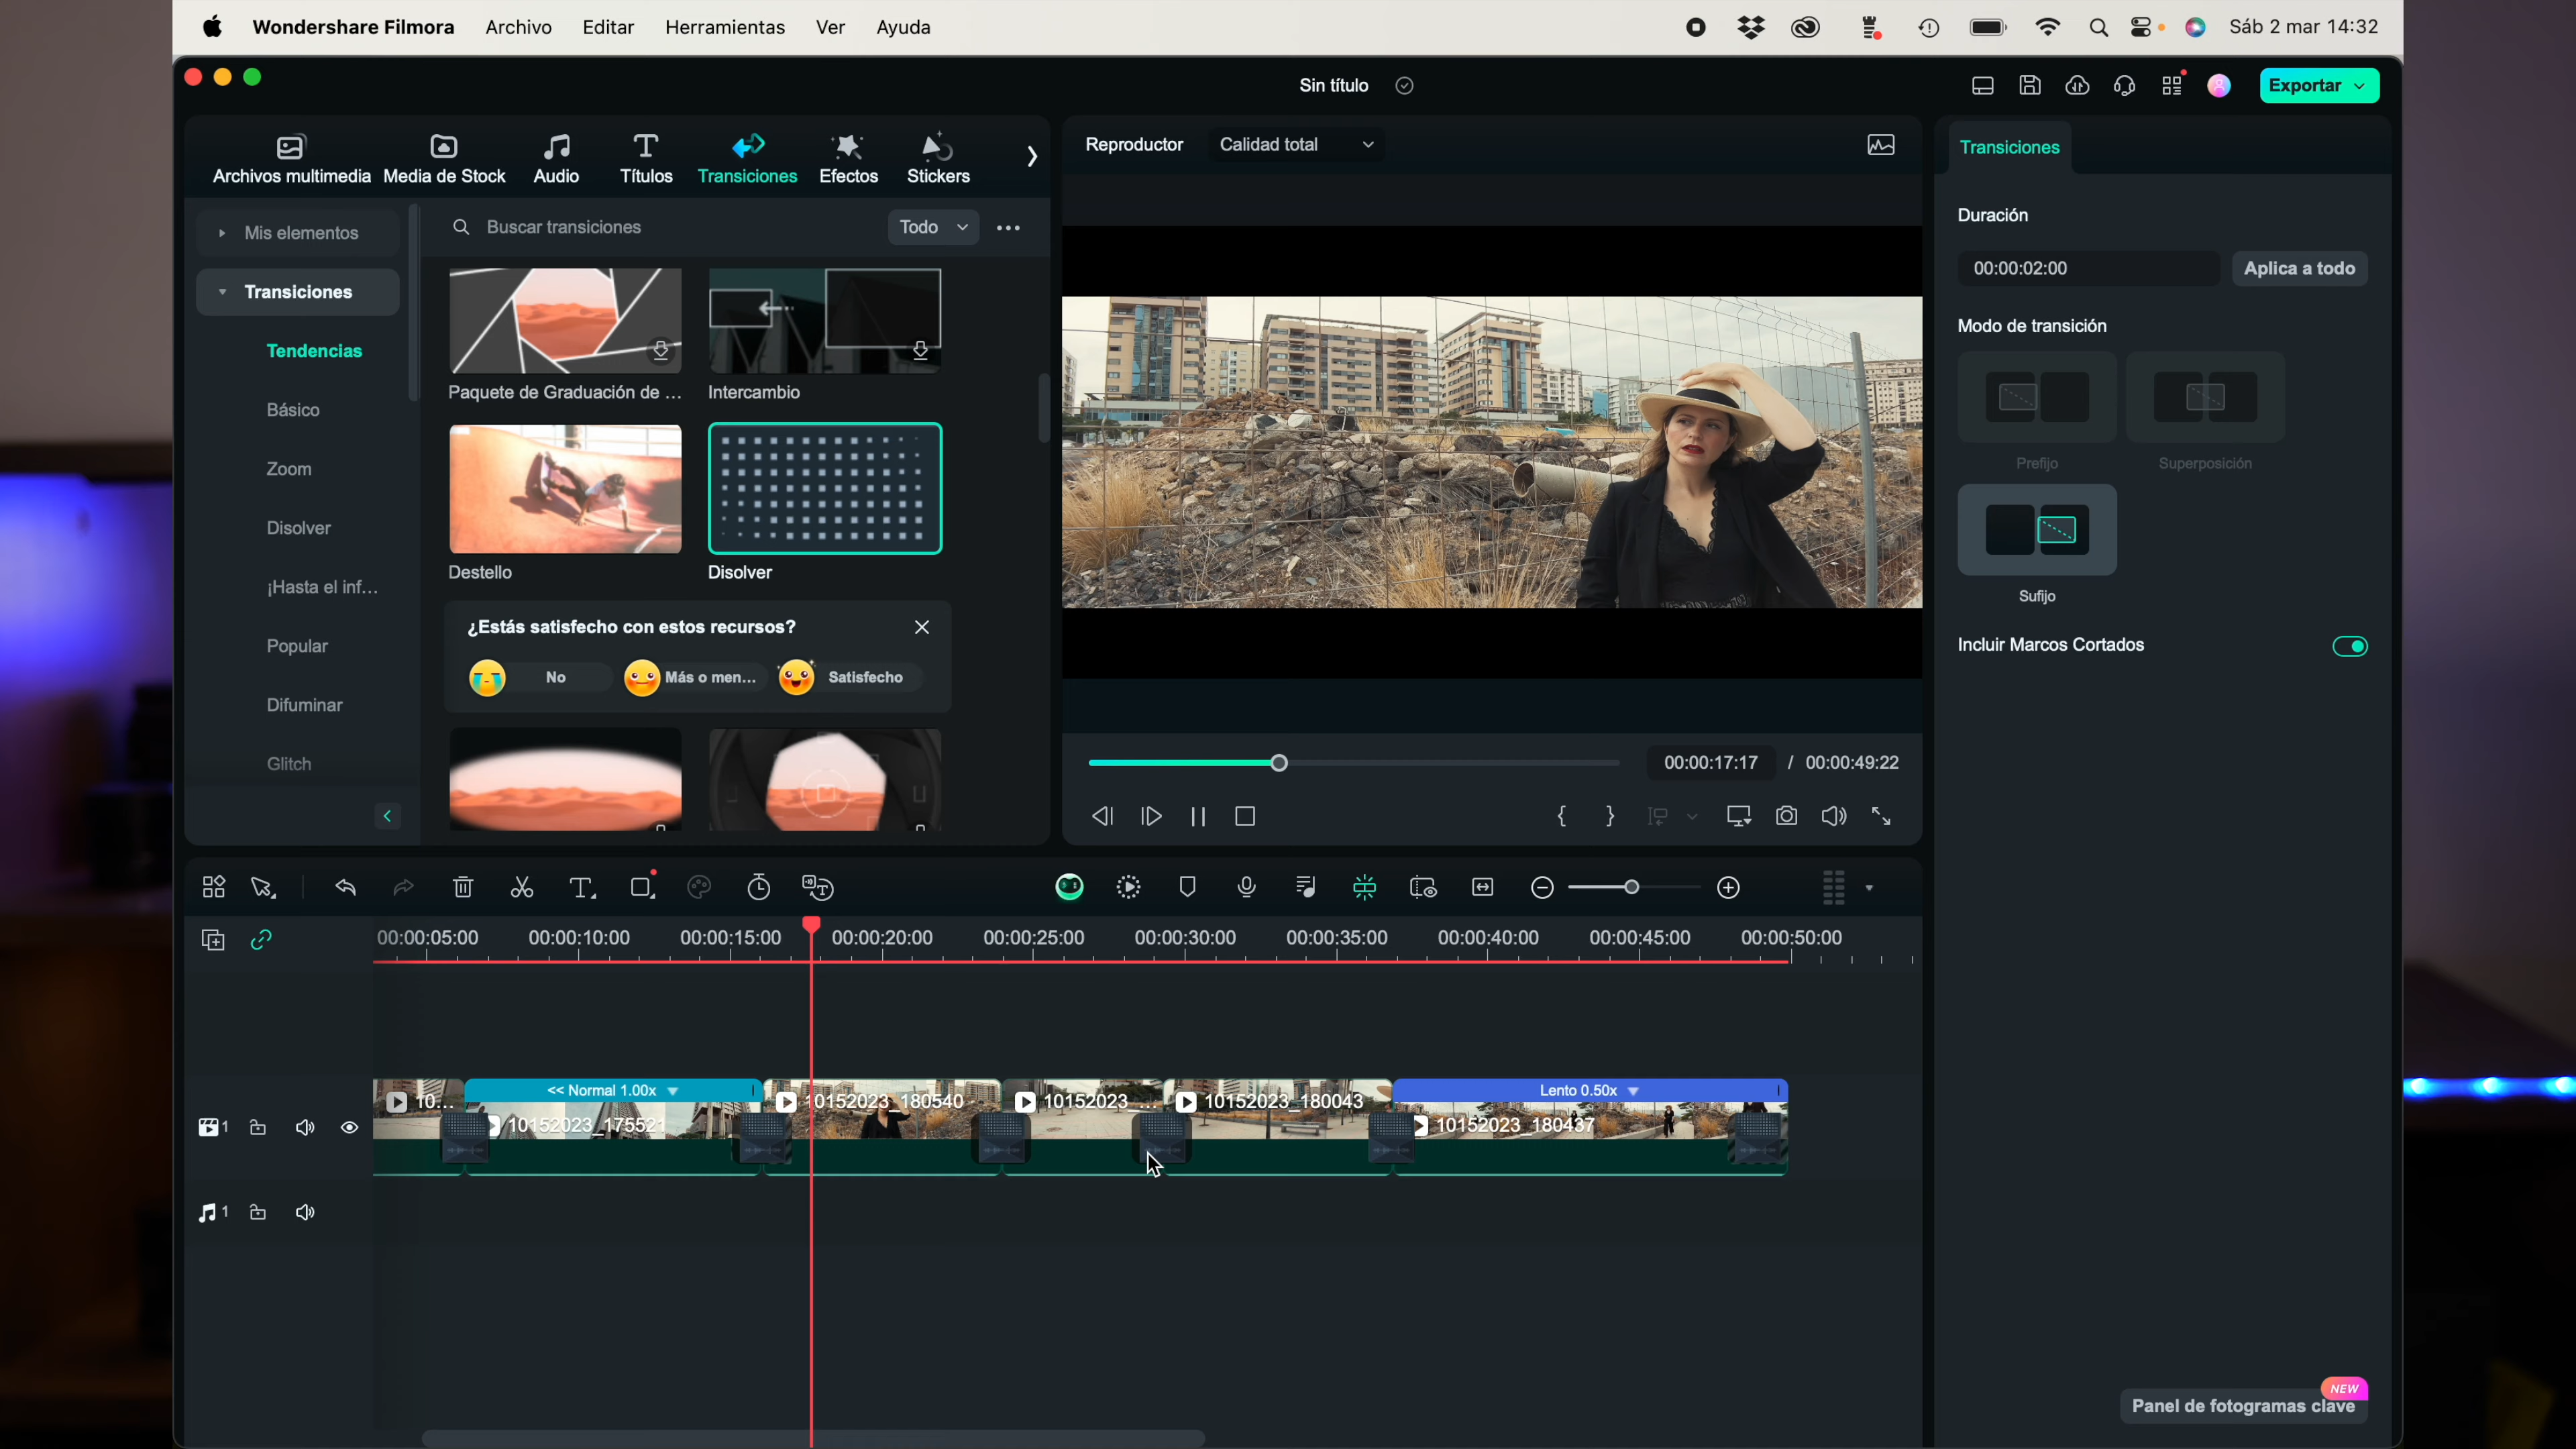 Wondershare Filmora Archivo Editar Herramientas Ver Ayuda
Sáb 2 mar 14:32
Sin título
Exportar
Archivos multimedia Media de Stock Audio Títulos Transiciones Efectos Stickers
Reproductor Calidad total
Transiciones
Mis elementos
Buscar transiciones
Todo
Transiciones
Tendencias
Básico
Zoom
Disolver
¡Hasta el inf...
Popular
Difuminar
Glitch
Paquete de Graduación de ...
Intercambio
Destello
Disolver
¿Estás satisfecho con estos recursos?
No
Más o men...
Satisfecho
00:00:17:17 / 00:00:49:22
Duración
00:00:02:00
Aplica a todo
Modo de transición
Prefijo
Superposición
Sufijo
Incluir Marcos Cortados
00:00:05:00 00:00:10:00 00:00:15:00 00:00:20:00 00:00:25:00 00:00:30:00 00:00:35:00 00:00:40:00 00:00:45:00 00:00:50:00
<< Normal 1.00x
Lento 0.50x
10...
10152023_175521
10152023_180540
10152023_...
10152023_180043
10152023_180437
1
1
NEW
Panel de fotogramas clave